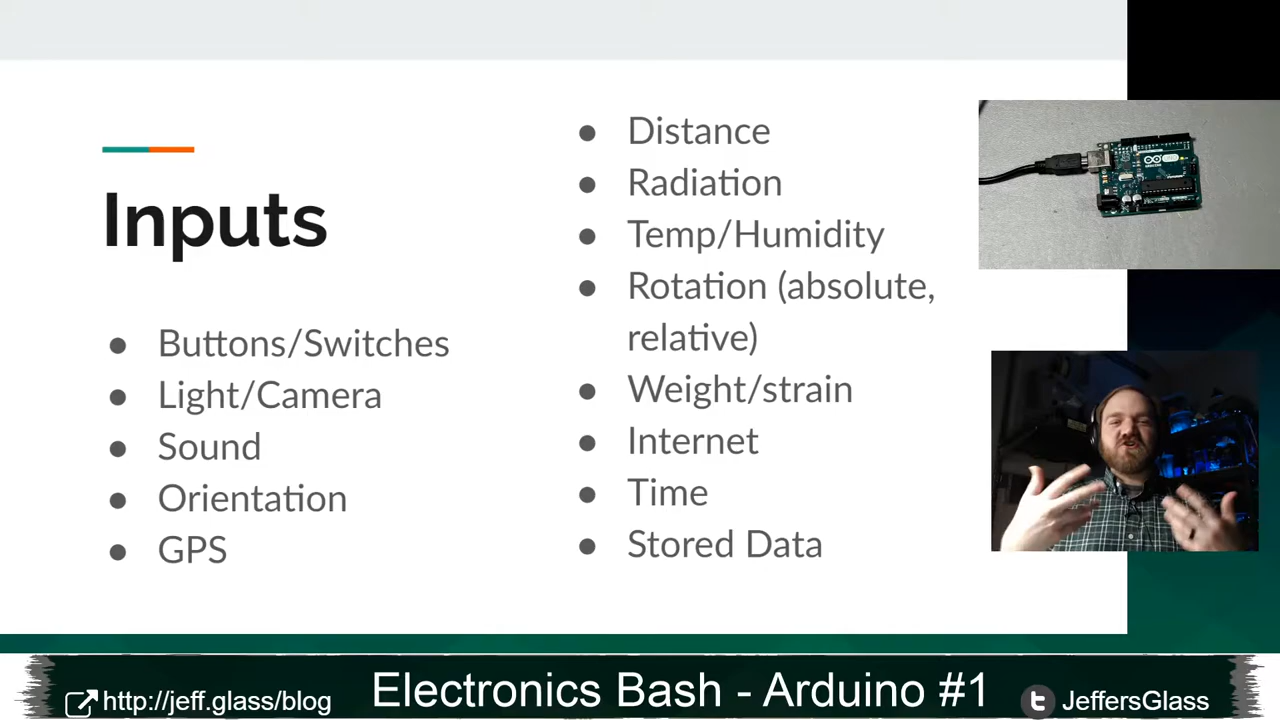 Inputs
Buttons/Switches
Light/Camera
Sound
Orientation
GPS
Distance
Radiation
Temp/Humidity
Rotation (absolute,
relative)
Weight/strain
Internet
Time
Stored Data
http://jeff.glass/blog
Electronics Bash - Arduino #1
JeffersGlass